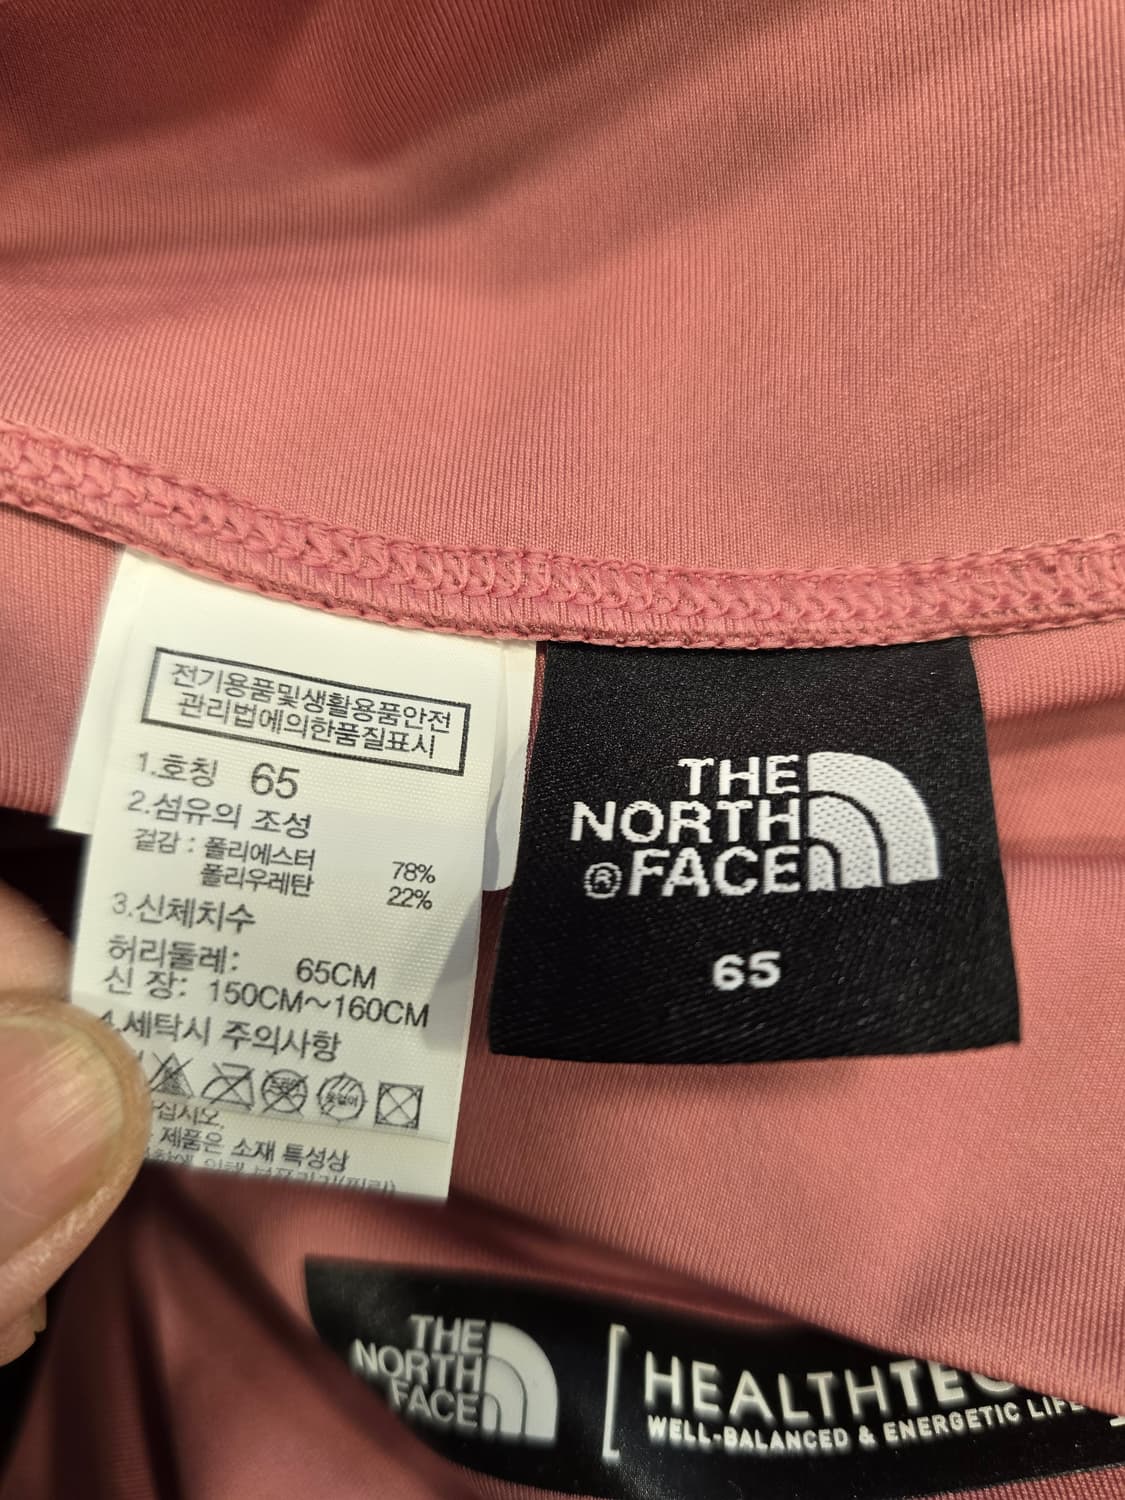 전기용품및생활용품안전
관리법에의한품질표시
1.호칭 65
2.섬유의 조성
겉감 : 폴리에스터 78%
폴리우레탄 22%
3.신체치수
허리둘레: 65CM
신 장: 150CM~160CM
4.세탁시 주의사항
십시오.
제품은 소재 특성상
THE
NORTH
®FACE
65
THE
NORTH
FACE
HEALTHTEC
WELL-BALANCED & ENERGETIC LIFE